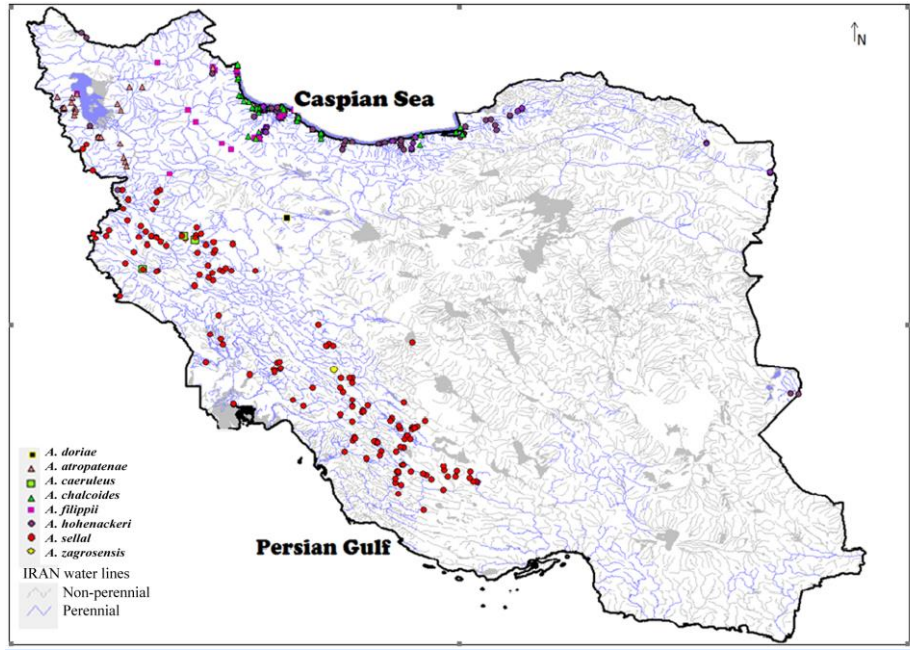 N
Caspian Sea
Persian Gulf
A. doriae
A. atropatenae
A. caeruleus
A. chalcoides
A. filippii
A. hohenackeri
A. sellal
A. zagrosensis
IRAN water lines
Non-perennial
Perennial